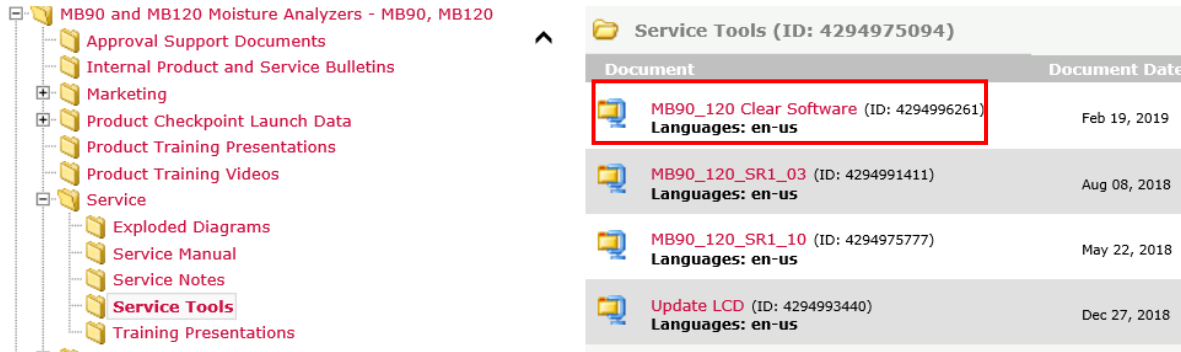 MB90 and MB120 Moisture Analyzers - MB90, MB120
Approval Support Documents
Internal Product and Service Bulletins
Marketing
Product Checkpoint Launch Data
Product Training Presentations
Product Training Videos
Service
Exploded Diagrams
Service Manual
Service Notes
Service Tools
Training Presentations
Service Tools (ID: 4294975094)
Document Document Date
MB90_120 Clear Software (ID: 4294996261)
Languages: en-us
Feb 19, 2019
MB90_120_SR1_03 (ID: 4294991411)
Languages: en-us
Aug 08, 2018
MB90_120_SR1_10 (ID: 4294975777)
Languages: en-us
May 22, 2018
Update LCD (ID: 4294993440)
Languages: en-us
Dec 27, 2018